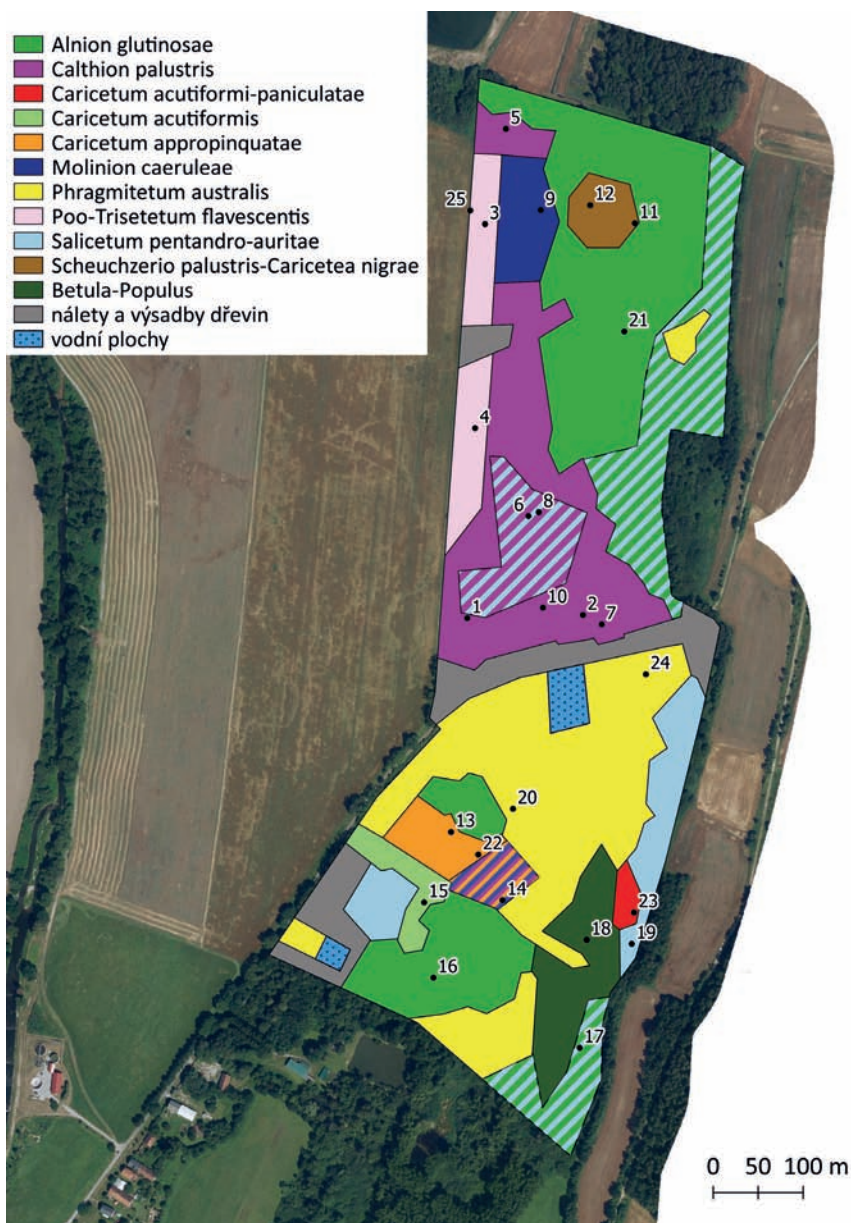 Alnion glutinosae
Calthion palustris
Caricetum acutiformi-paniculatae
Caricetum acutiformis
Caricetum appropinquatae
Molinion caeruleae
Phragmitetum australis
Poo-Trisetetum flavescentis
Salicetum pentandro-auritae
Scheuchzerio palustris-Caricetea nigrae
Betula-Populus
nálety a výsadby dřevin
vodní plochy
5
12
25
3
9
11
21
4
6
8
1
10
2
7
24
20
13
22
15
14
23
18
19
16
17
0 50 100 m